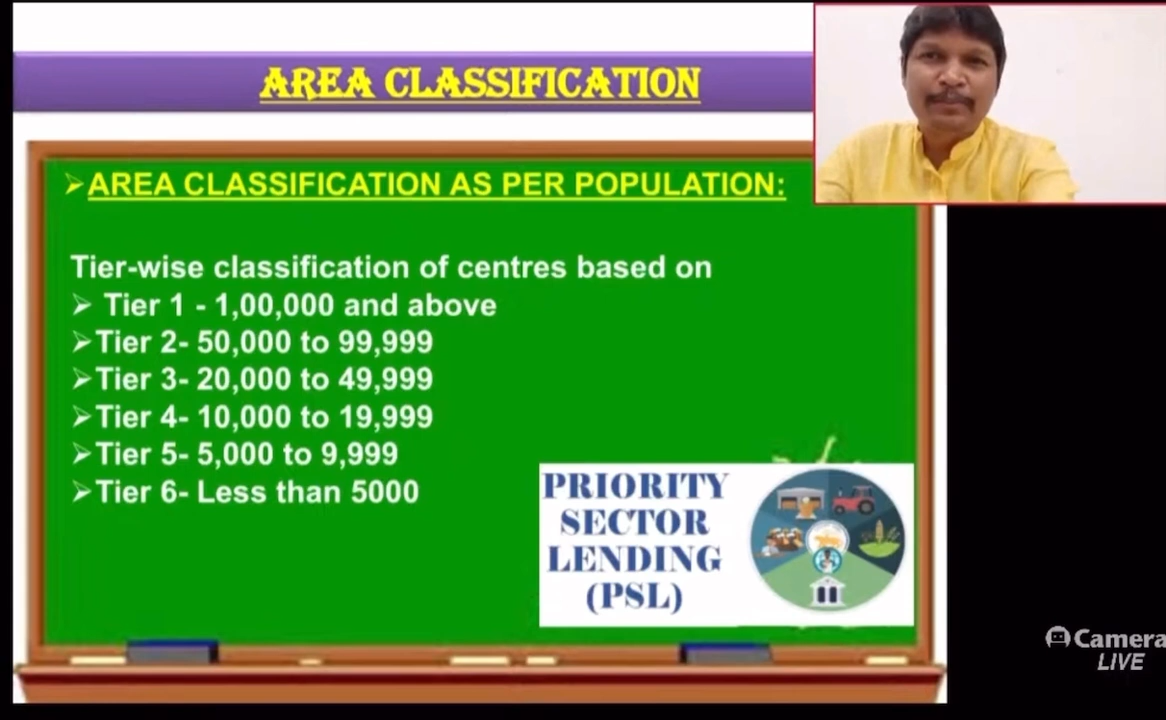 AREA CLASSIFICATION
➢AREA CLASSIFICATION AS PER POPULATION:
Tier-wise classification of centres based on
➢ Tier 1 - 1,00,000 and above
➢Tier 2- 50,000 to 99,999
➢Tier 3- 20,000 to 49,999
➢Tier 4- 10,000 to 19,999
➢Tier 5- 5,000 to 9,999
➢Tier 6- Less than 5000
PRIORITY
SECTOR
LENDING
(PSL)
Camera
LIVE